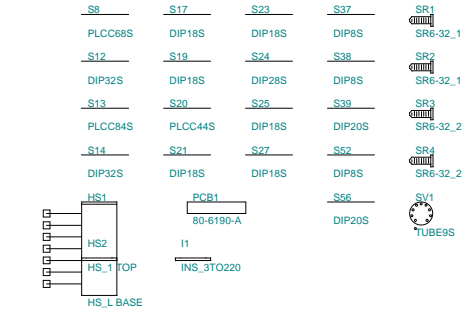 S8 S17 S23 S37 SR1
PLCC68S DIP18S DIP18S DIP8S SR6-32_1
S12 S19 S24 S38 SR2
DIP32S DIP18S DIP28S DIP8S SR6-32_1
S13 S20 S25 S39 SR3
PLCC84S PLCC44S DIP18S DIP20S SR6-32_2
S14 S21 S27 S52 SR4
DIP32S DIP18S DIP18S DIP8S SR6-32_2
HS1 PCB1 S56 SV1
80-6190-A DIP20S TUBE9S
HS2 I1
HS_1 TOP INS_3TO220
HS_L BASE